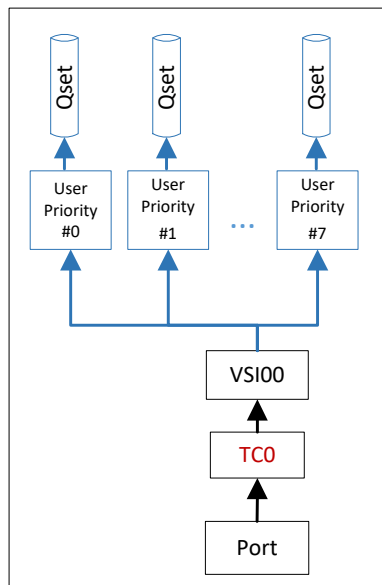 Qset
Qset
Qset
User
Priority
#0
User
Priority
#1
...
User
Priority
#7
VSI00
TC0
Port